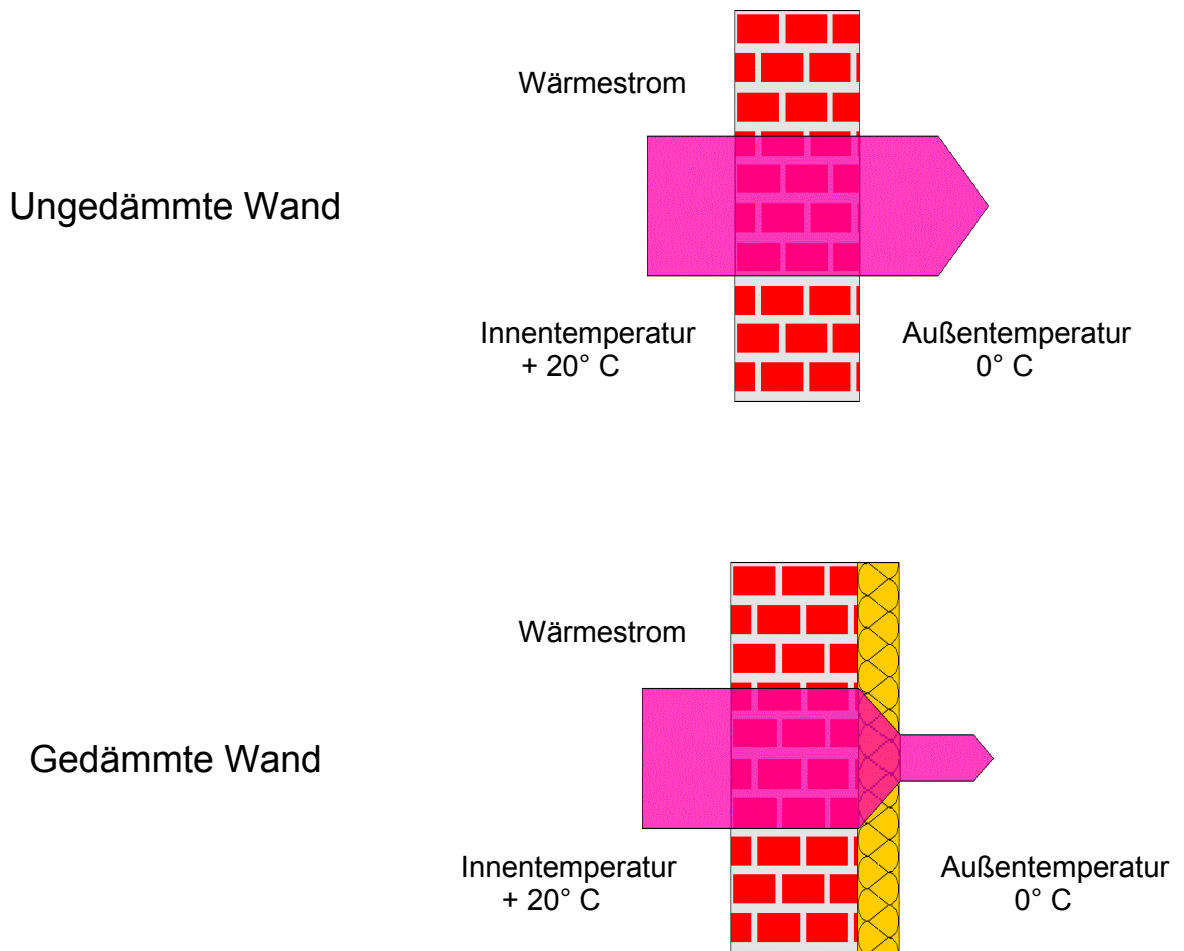 Wärmestrom
Ungedämmte Wand
Innentemperatur
+ 20° C
Außentemperatur
0° C
Wärmestrom
Gedämmte Wand
Innentemperatur
+ 20° C
Außentemperatur
0° C